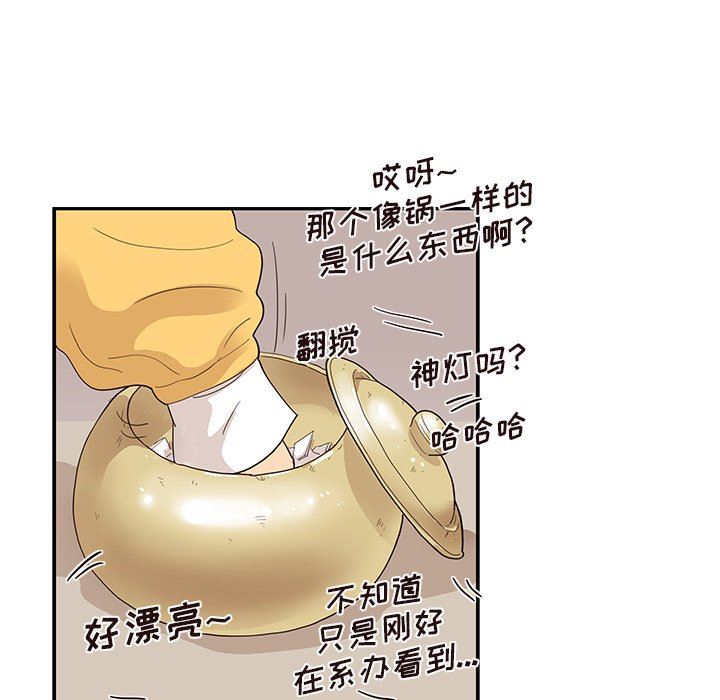 哎呀~
那个像锅一样的
是什么东西啊?
翻搅
神灯吗?
哈哈哈
好漂亮~
不知道
只是刚好
在系办看到...